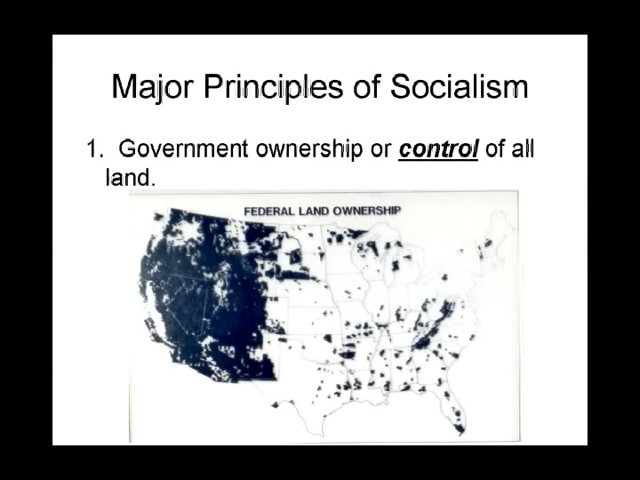 Major Principles of Socialism
1. Government ownership or control of all
land.
FEDERAL LAND OWNERSHIP